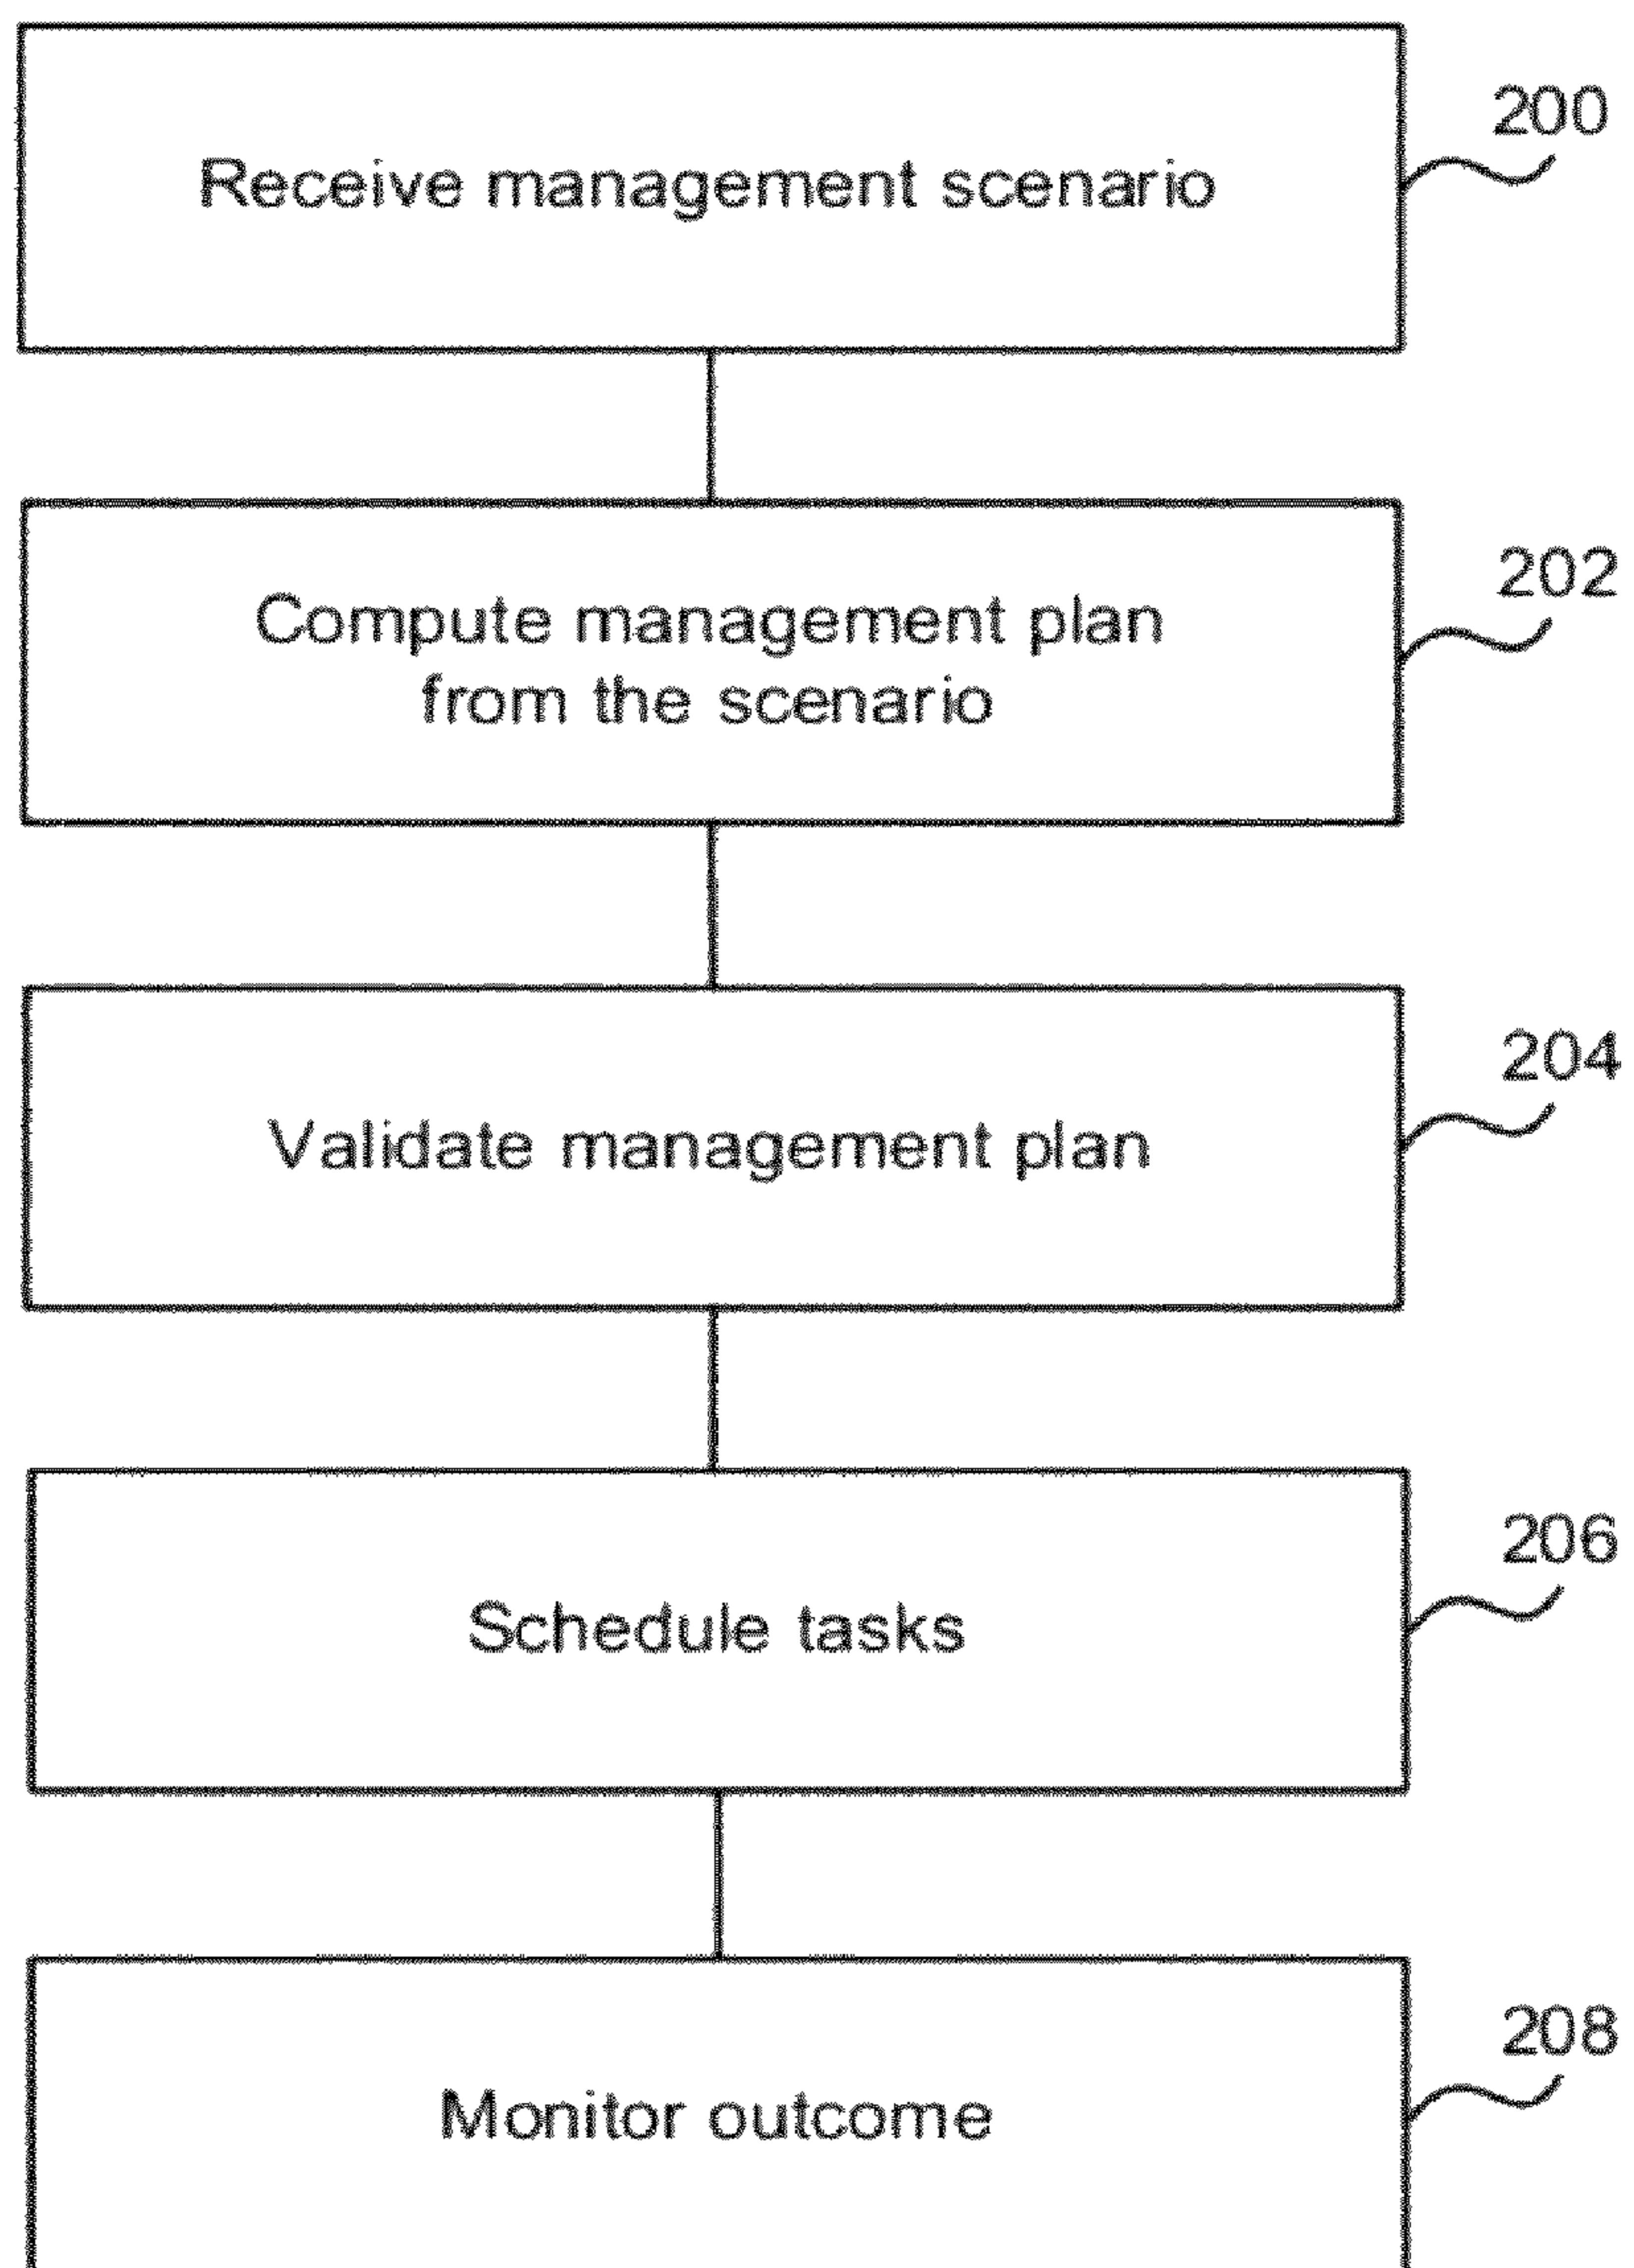 200
Receive management scenario
202
Compute management plan
from the scenario
204
Validate management plan
206
Schedule tasks
208
Monitor outcome